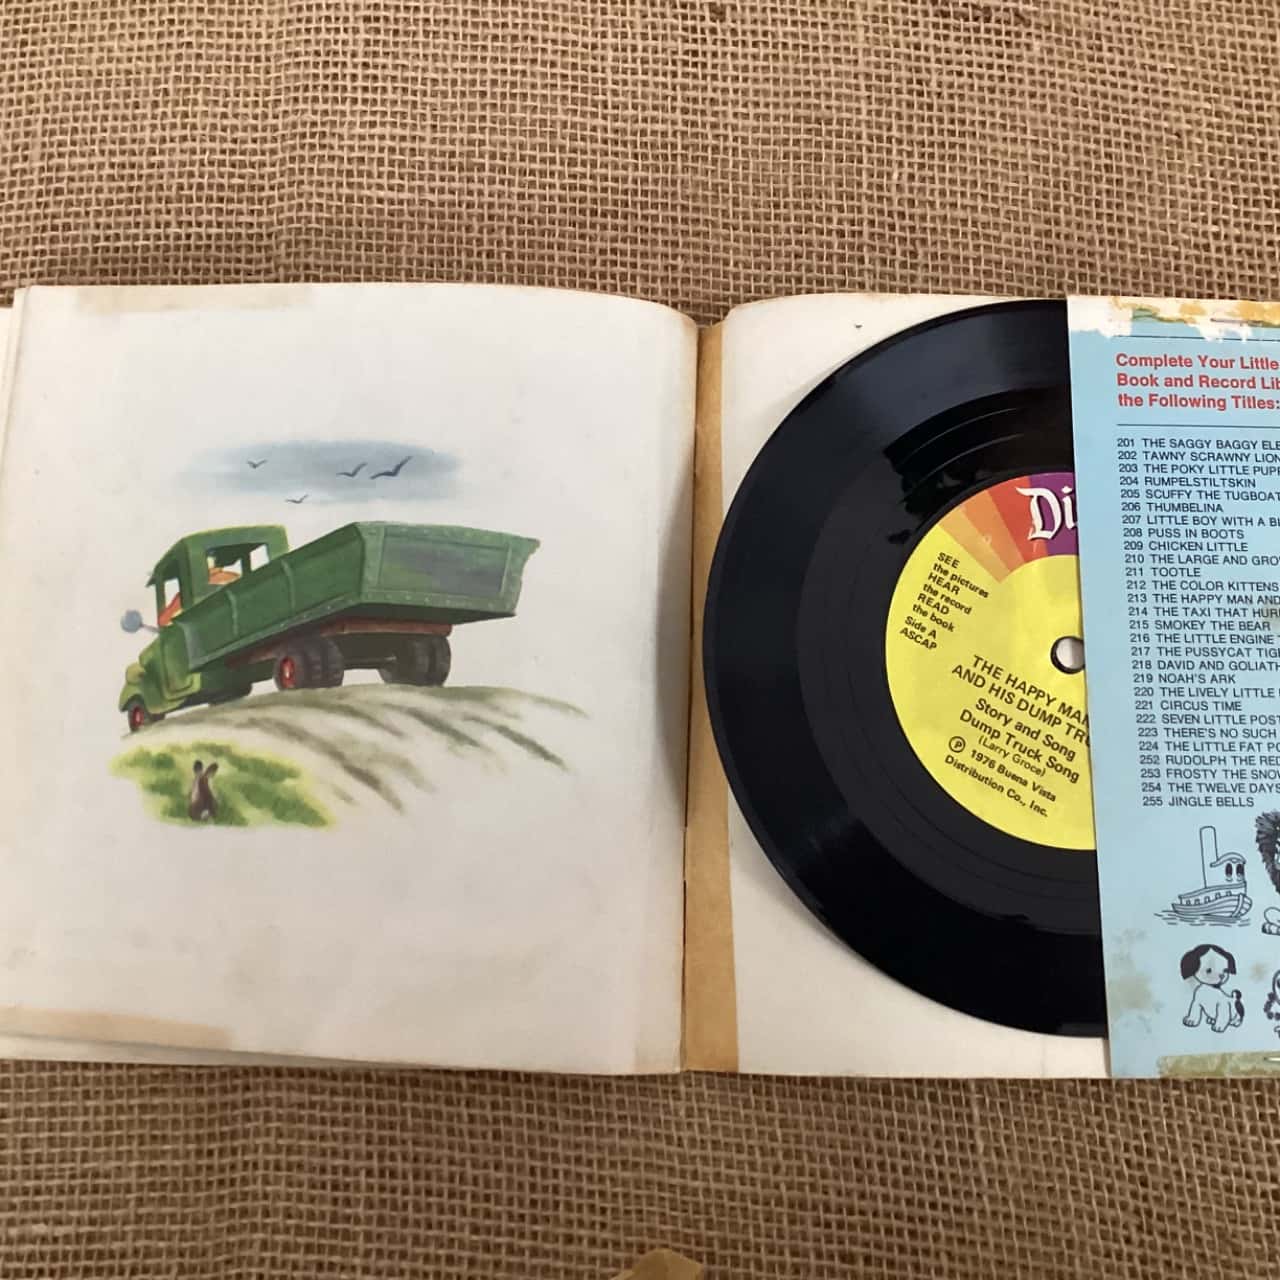 Di
SEE
the pictures
HEAR
the record
READ
the book
Side A
ASCAP
THE HAPPY MAN
AND HIS DUMP TRU
Story and Song
Dump Truck Song
(Larry Groce)
Ⓟ 1976 Buena Vista
Distribution Co., Inc.
Complete Your Little
Book and Record Lib
the Following Titles:
201 THE SAGGY BAGGY ELE
202 TAWNY SCRAWNY LION
203 THE POKY LITTLE PUPP
204 RUMPELSTILTSKIN
205 SCUFFY THE TUGBOAT
206 THUMBELINA
207 LITTLE BOY WITH A BI
208 PUSS IN BOOTS
209 CHICKEN LITTLE
210 THE LARGE AND GROW
211 TOOTLE
212 THE COLOR KITTENS
213 THE HAPPY MAN AND
214 THE TAXI THAT HURR
215 SMOKEY THE BEAR
216 THE LITTLE ENGINE
217 THE PUSSYCAT TIGE
218 DAVID AND GOLIATH
219 NOAH'S ARK
220 THE LIVELY LITTLE
221 CIRCUS TIME
222 SEVEN LITTLE POST
223 THERE'S NO SUCH
224 THE LITTLE FAT PO
252 RUDOLPH THE RED
253 FROSTY THE SNOW
254 THE TWELVE DAYS
255 JINGLE BELLS